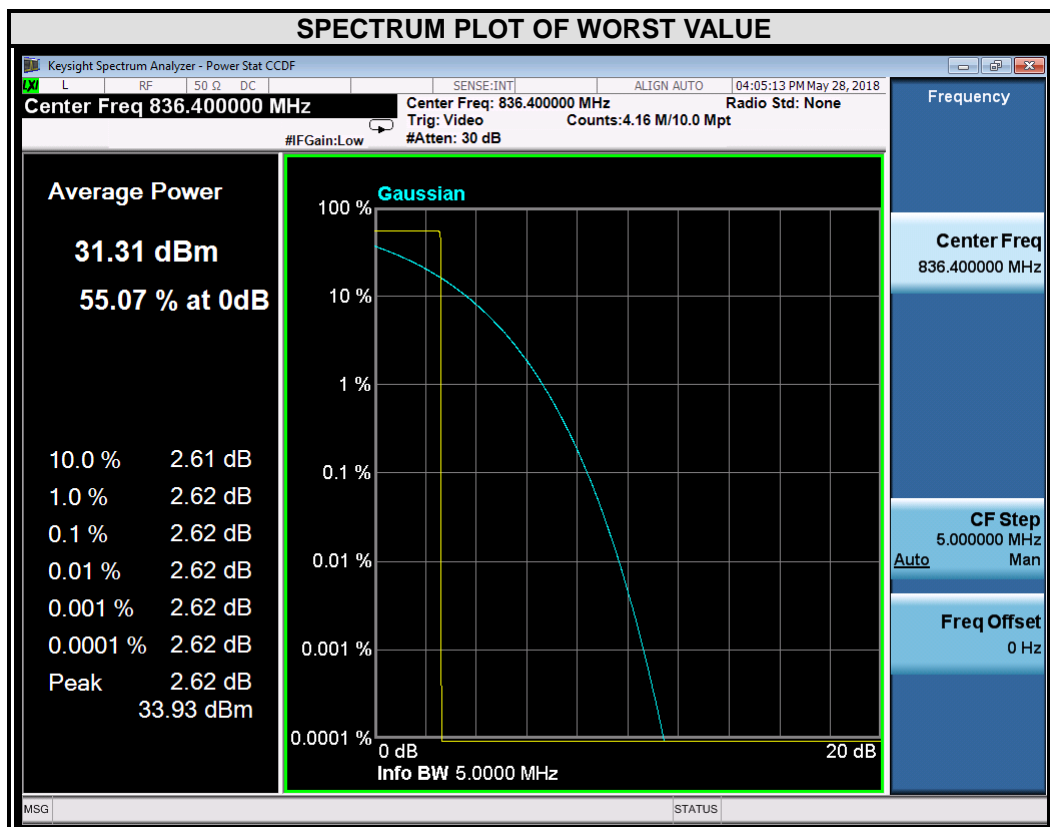 SPECTRUM PLOT OF WORST VALUE
Keysight Spectrum Analyzer - Power Stat CCDF
LXI L RF 50 Ω DC SENSE:INT ALIGN AUTO 04:05:13 PM May 28, 2018
Center Freq 836.400000 MHz
#IFGain:Low
Center Freq: 836.400000 MHz
Radio Std: None
Trig: Video
Counts:4.16 M/10.0 Mpt
#Atten: 30 dB
Average Power
31.31 dBm
55.07 % at 0dB
10.0 % 2.61 dB
1.0 % 2.62 dB
0.1 % 2.62 dB
0.01 % 2.62 dB
0.001 % 2.62 dB
0.0001 % 2.62 dB
Peak 2.62 dB
33.93 dBm
Gaussian
100 %
10 %
1 %
0.1 %
0.01 %
0.001 %
0.0001 %
0 dB 20 dB
Info BW 5.0000 MHz
Frequency
Center Freq
836.400000 MHz
CF Step
5.000000 MHz
Auto Man
Freq Offset
0 Hz
MSG STATUS